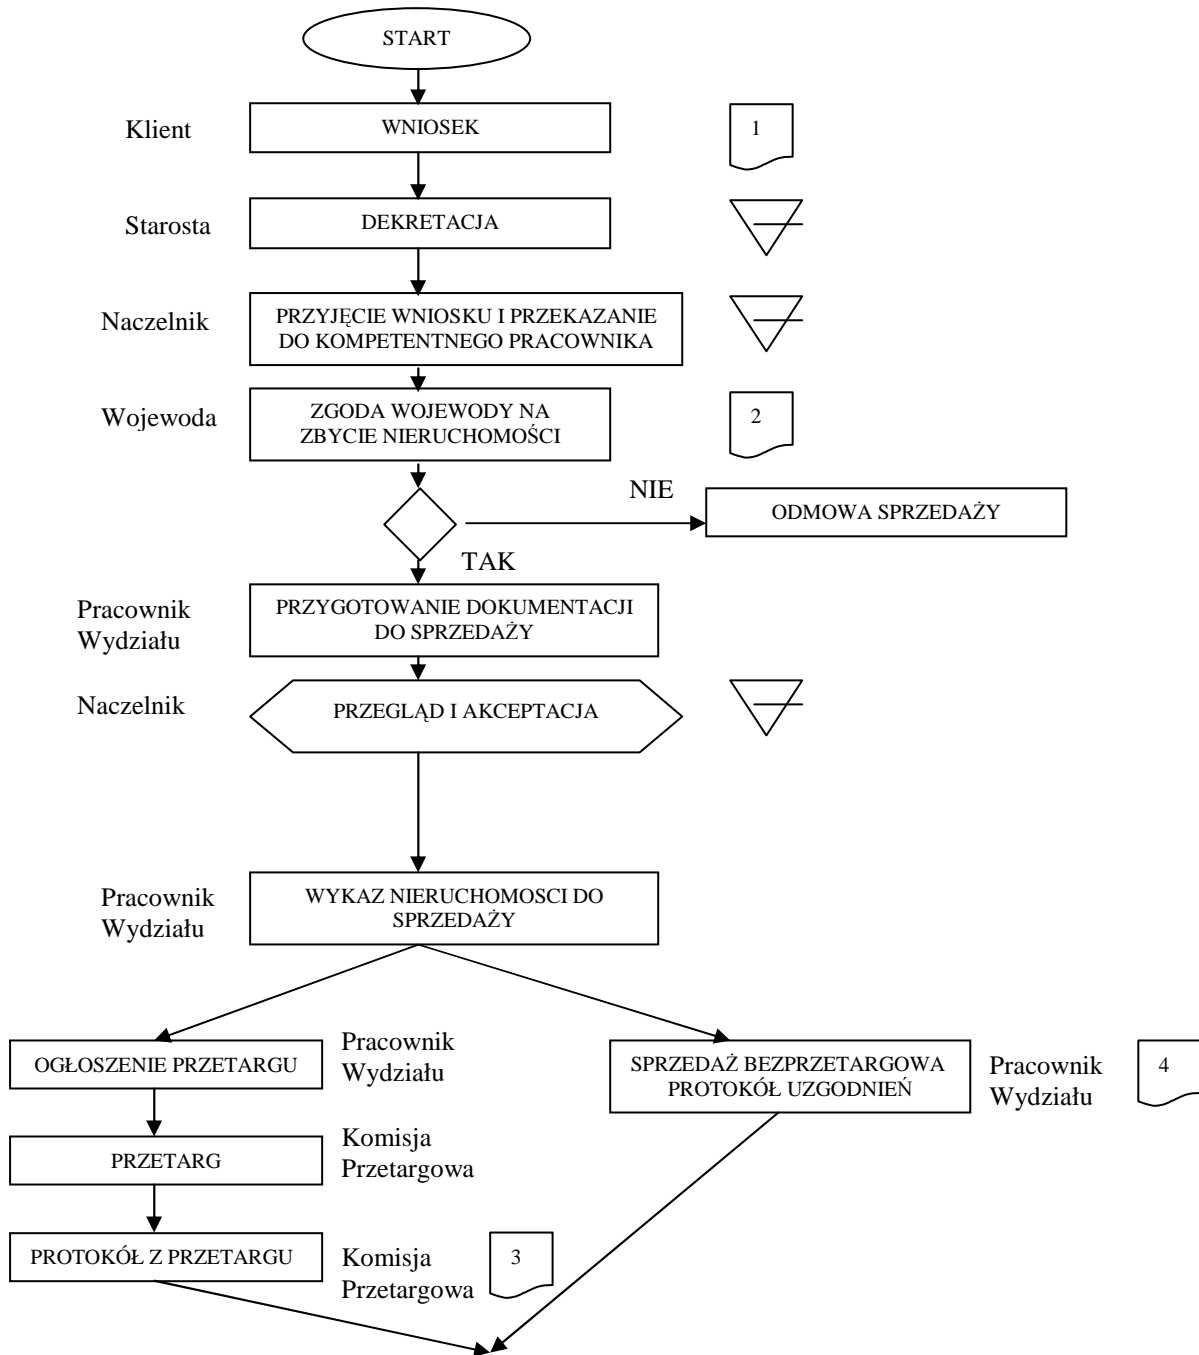 START
Klient
WNIOSEK
1
Starosta
DEKRETACJA
Naczelnik
PRZYJĘCIE WNIOSKU I PRZEKAZANIE
DO KOMPETENTNEGO PRACOWNIKA
Wojewoda
ZGODA WOJEWODY NA
ZBYCIE NIERUCHOMOŚCI
2
NIE
ODMOWA SPRZEDAŻY
TAK
Pracownik
Wydziału
PRZYGOTOWANIE DOKUMENTACJI
DO SPRZEDAŻY
Naczelnik
PRZEGLĄD I AKCEPTACJA
Pracownik
Wydziału
WYKAZ NIERUCHOMOSCI DO
SPRZEDAŻY
OGŁOSZENIE PRZETARGU
Pracownik
Wydziału
SPRZEDAŻ BEZPRZETARGOWA
PROTOKÓŁ UZGODNIEŃ
Pracownik
Wydziału
4
PRZETARG
Komisja
Przetargowa
PROTOKÓŁ Z PRZETARGU
Komisja
Przetargowa
3